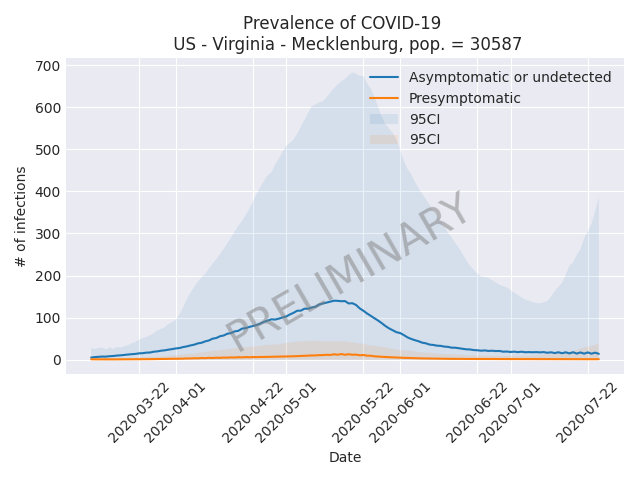 Prevalence of COVID-19
US - Virginia - Mecklenburg, pop. = 30587
Asymptomatic or undetected
Presymptomatic
95CI
95CI
700
600
500
400
300
200
100
0
# of infections
PRELIMINARY
2020-03-22
2020-04-01
2020-04-22
2020-05-01
2020-05-22
2020-06-01
2020-06-22
2020-07-01
2020-07-22
Date